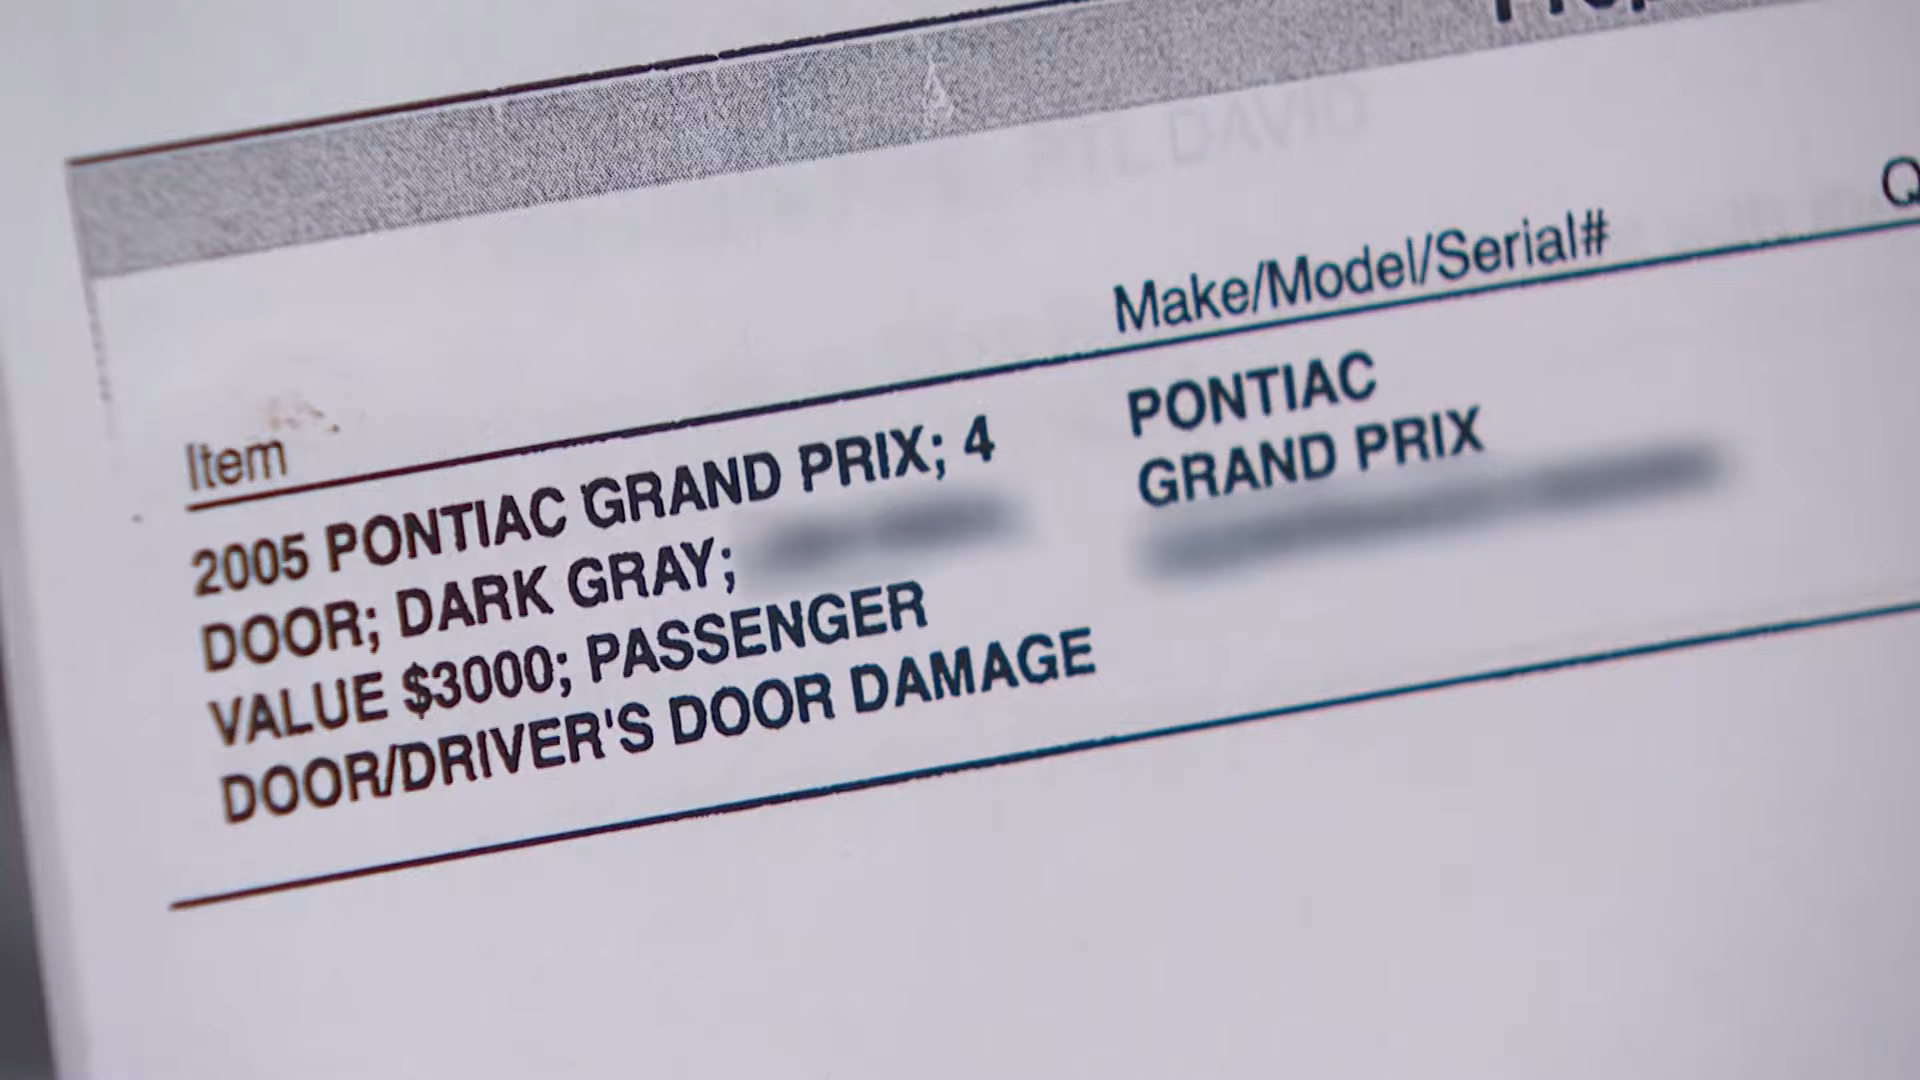 Make/Model/Serial#
Item
2005 PONTIAC GRAND PRIX; 4
DOOR; DARK GRAY;
VALUE $3000; PASSENGER
DOOR/DRIVER'S DOOR DAMAGE
PONTIAC
GRAND PRIX